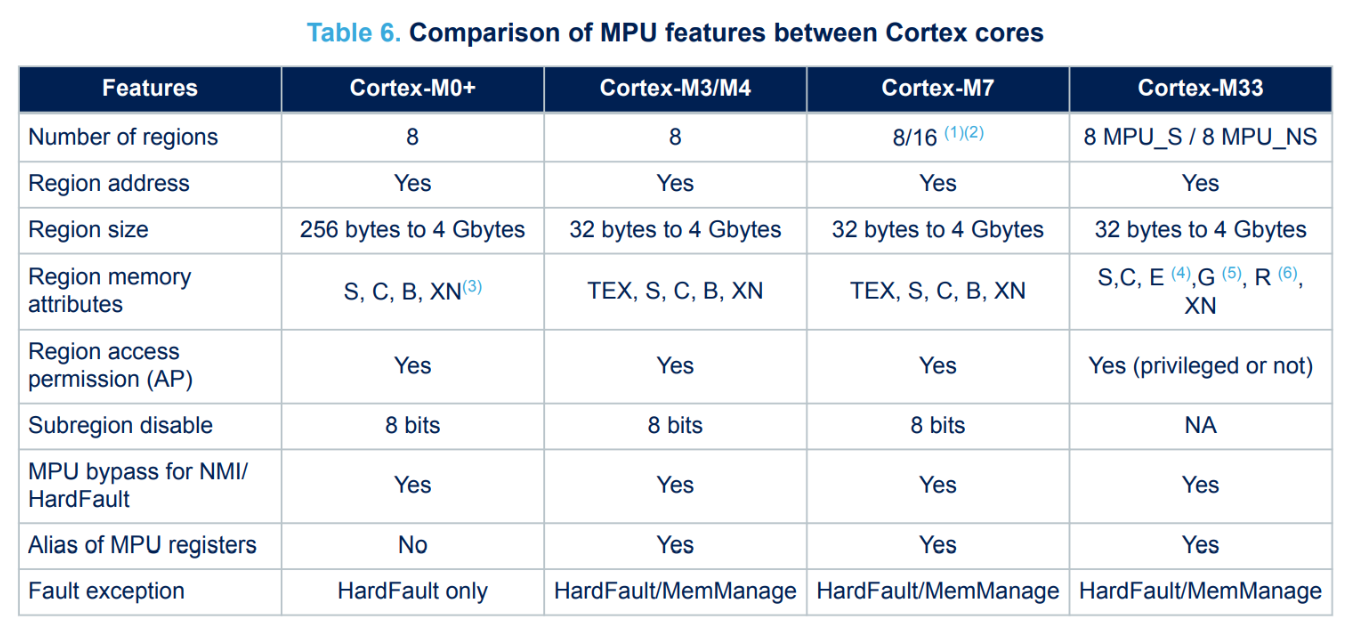 Table 6. Comparison of MPU features between Cortex cores
Features Cortex-M0+ Cortex-M3/M4 Cortex-M7 Cortex-M33
Number of regions 8 8 8/16 (1)(2) 8 MPU_S / 8 MPU_NS
Region address Yes Yes Yes Yes
Region size 256 bytes to 4 Gbytes 32 bytes to 4 Gbytes 32 bytes to 4 Gbytes 32 bytes to 4 Gbytes
Region memory
attributes S, C, B, XN(3) TEX, S, C, B, XN TEX, S, C, B, XN S,C, E (4),G (5), R (6),
XN
Region access
permission (AP) Yes Yes Yes Yes (privileged or not)
Subregion disable 8 bits 8 bits 8 bits NA
MPU bypass for NMI/
HardFault Yes Yes Yes Yes
Alias of MPU registers No Yes Yes Yes
Fault exception HardFault only HardFault/MemManage HardFault/MemManage HardFault/MemManage